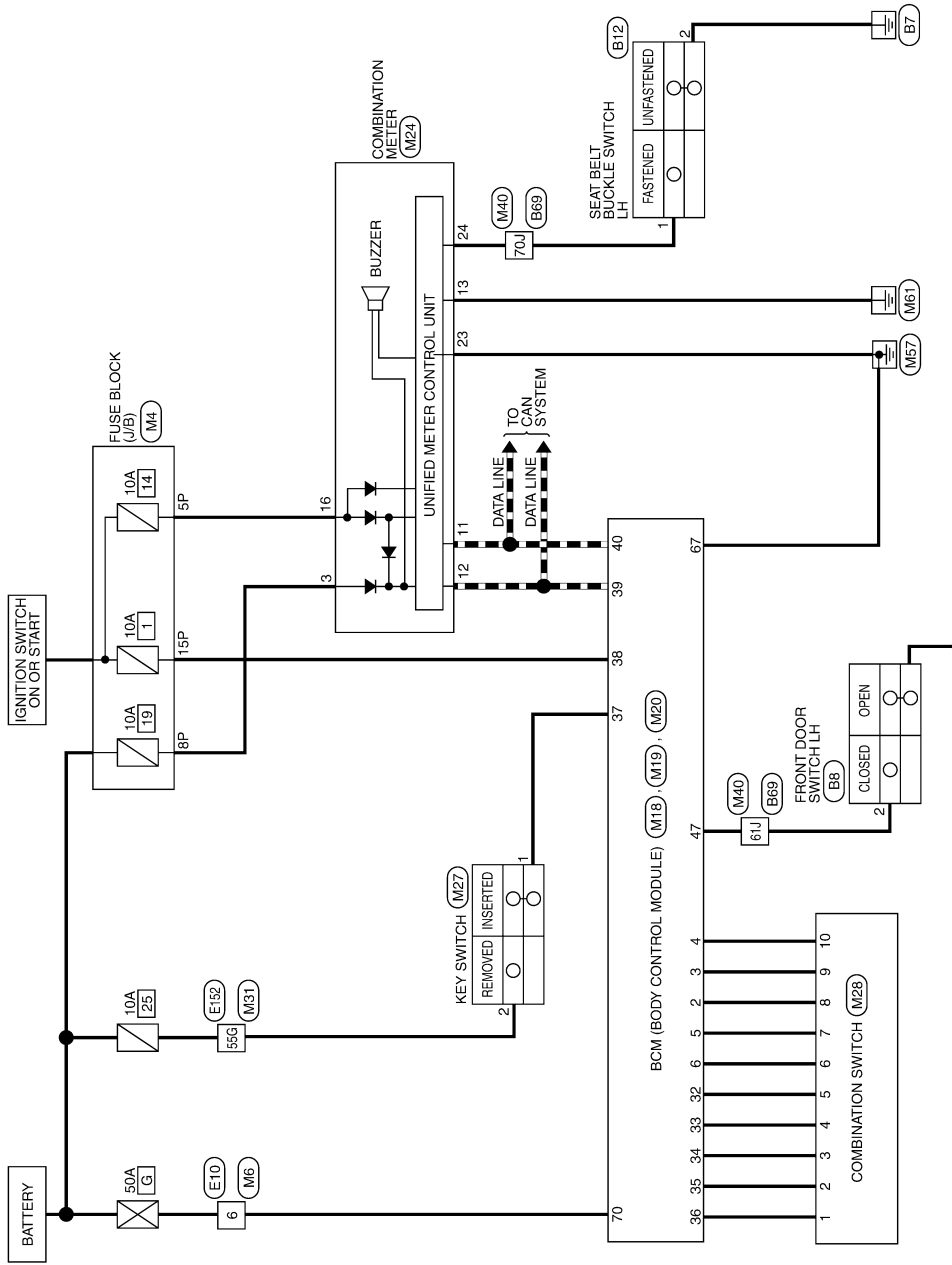 BATTERY
50A
G
6
E10
M6
70
10A
25
55G
E152
M31
IGNITION SWITCH
ON OR START
10A
19
8P
10A
1
15P
10A
14
5P
FUSE BLOCK
(J/B)
M4
KEY SWITCH
M27
REMOVED
INSERTED
2
1
37
38
3
16
COMBINATION
METER
M24
BUZZER
UNIFIED METER CONTROL UNIT
12
11
23
13
24
DATA LINE
DATA LINE
TO
CAN
SYSTEM
39
40
70J
M40
B69
SEAT BELT
BUCKLE SWITCH
LH
B12
FASTENED
UNFASTENED
1
2
B7
M61
M57
BCM (BODY CONTROL MODULE)
M18 , M19 , M20
36
35
34
33
32
6
5
2
3
4
47
67
1
2
3
4
5
6
7
8
9
10
COMBINATION SWITCH
M28
61J
M40
B69
FRONT DOOR
SWITCH LH
B8
CLOSED
OPEN
2